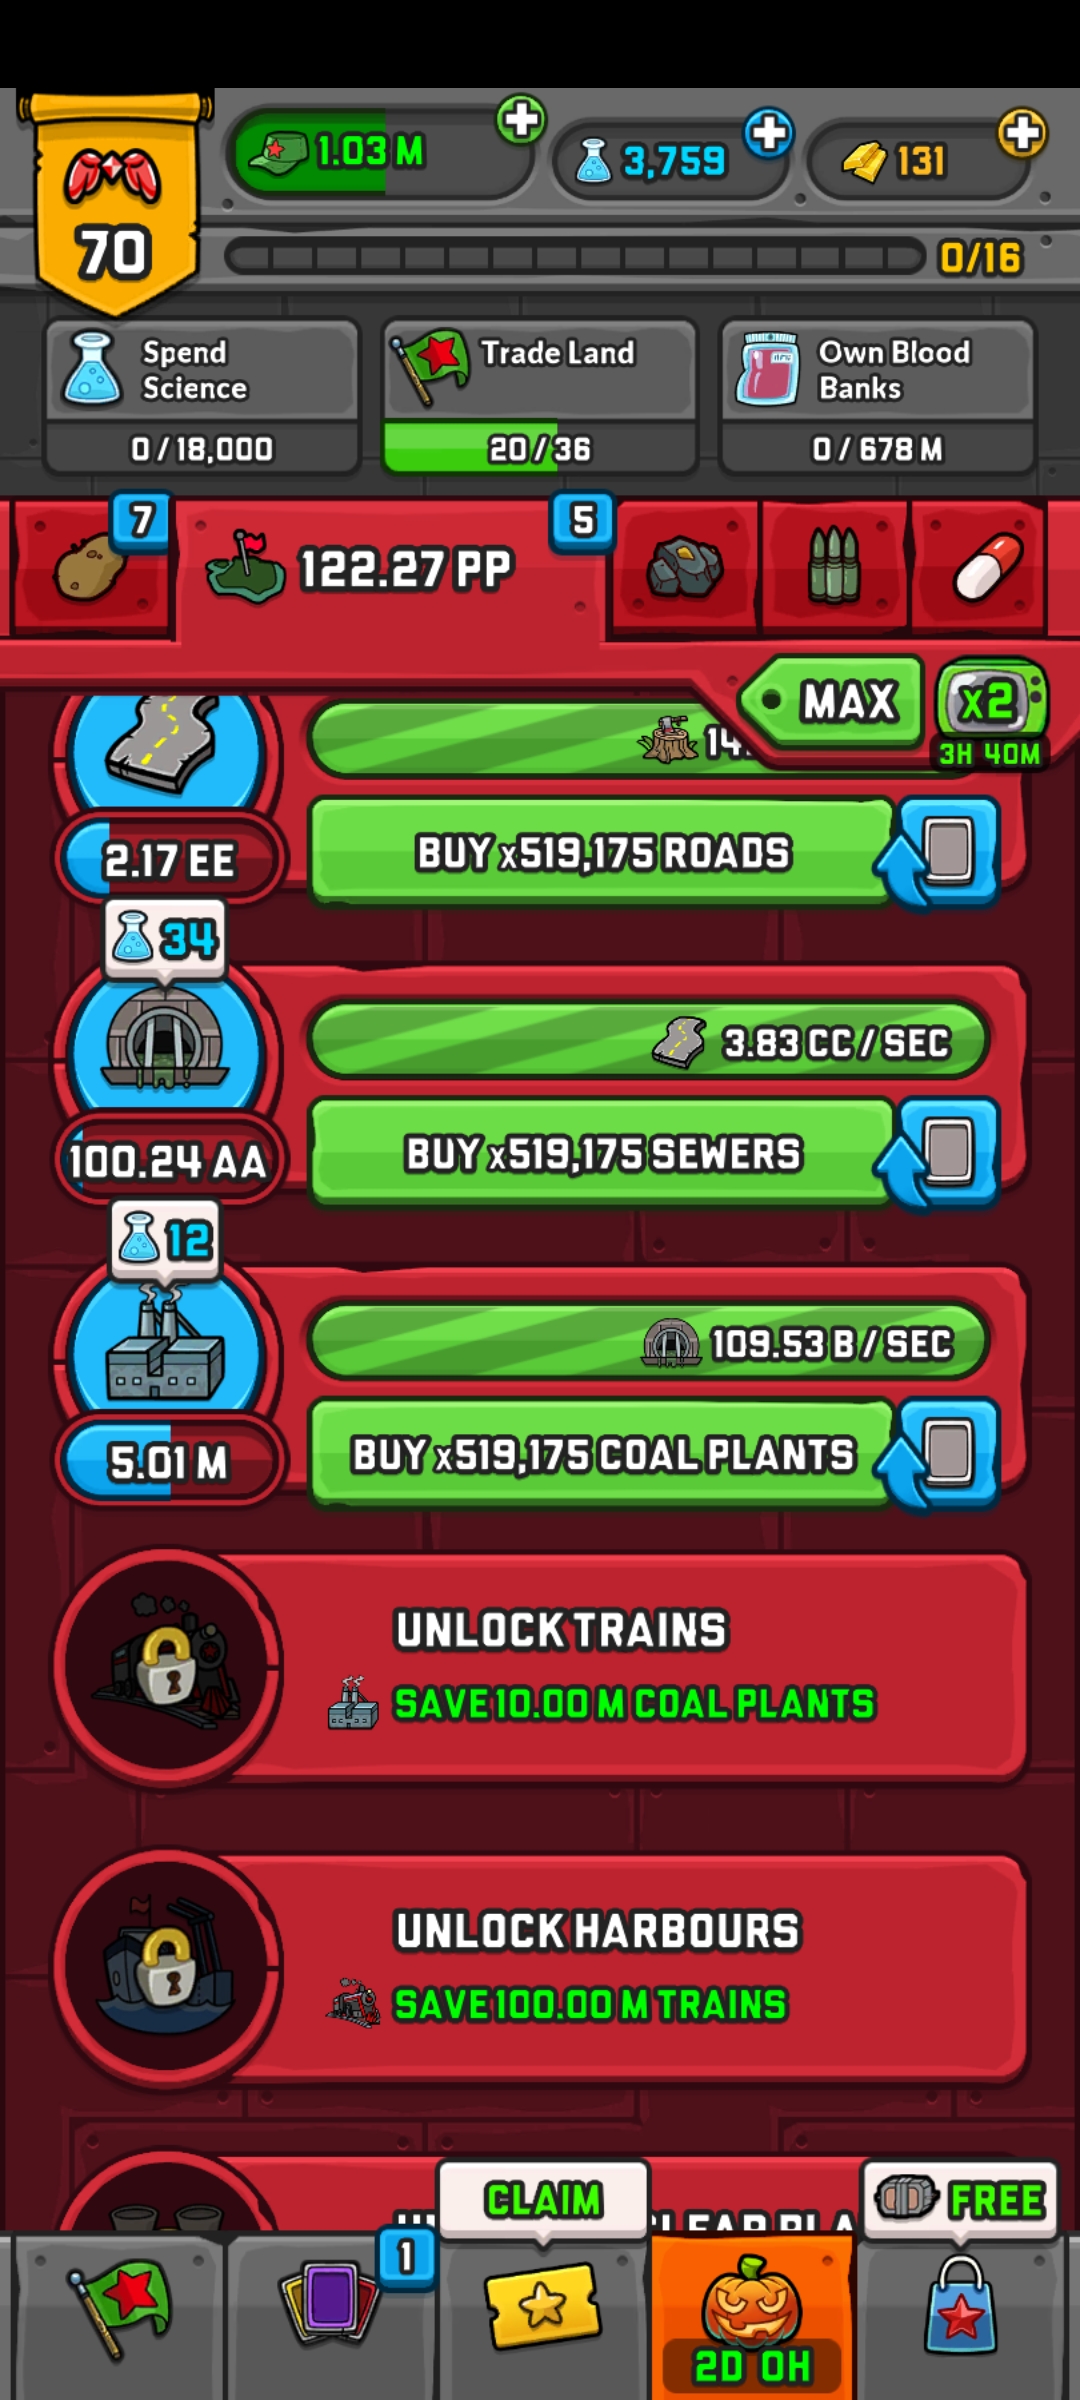 1.03 M
3,759
131
70
0/16
Spend
Science
0 / 18,000
Trade Land
20 / 36
Own Blood
Banks
0 / 678 M
7
122.27 PP
5
MAX
x2
3H 40M
14.
2.17 EE
BUY x519,175 ROADS
34
3.83 CC / SEC
100.24 AA
BUY x519,175 SEWERS
12
109.53 B / SEC
5.01 M
BUY x519,175 COAL PLANTS
UNLOCK TRAINS
SAVE 10.00 M COAL PLANTS
UNLOCK HARBOURS
SAVE 100.00 M TRAINS
CLAIM
FREE
1
2D 0H